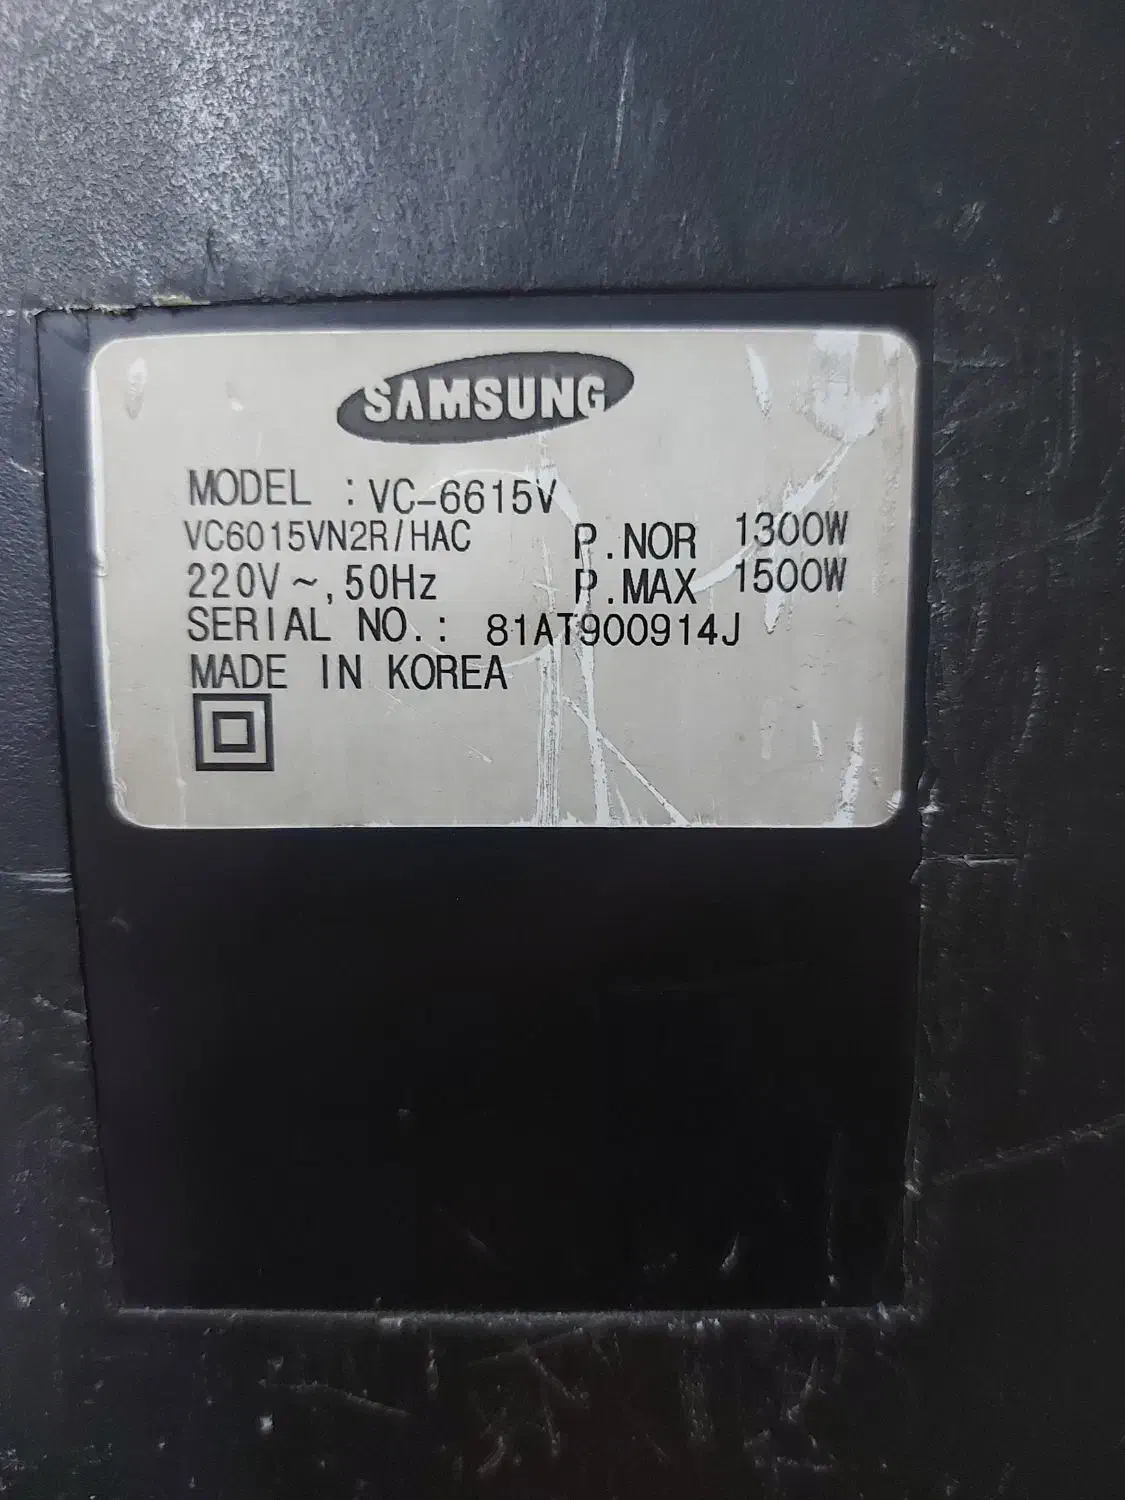 SAMSUNG
MODEL : VC-6615V
VC6015VN2R/HAC P.NOR 1300W
220V ~, 50Hz P.MAX 1500W
SERIAL NO.: 81AT900914J
MADE IN KOREA